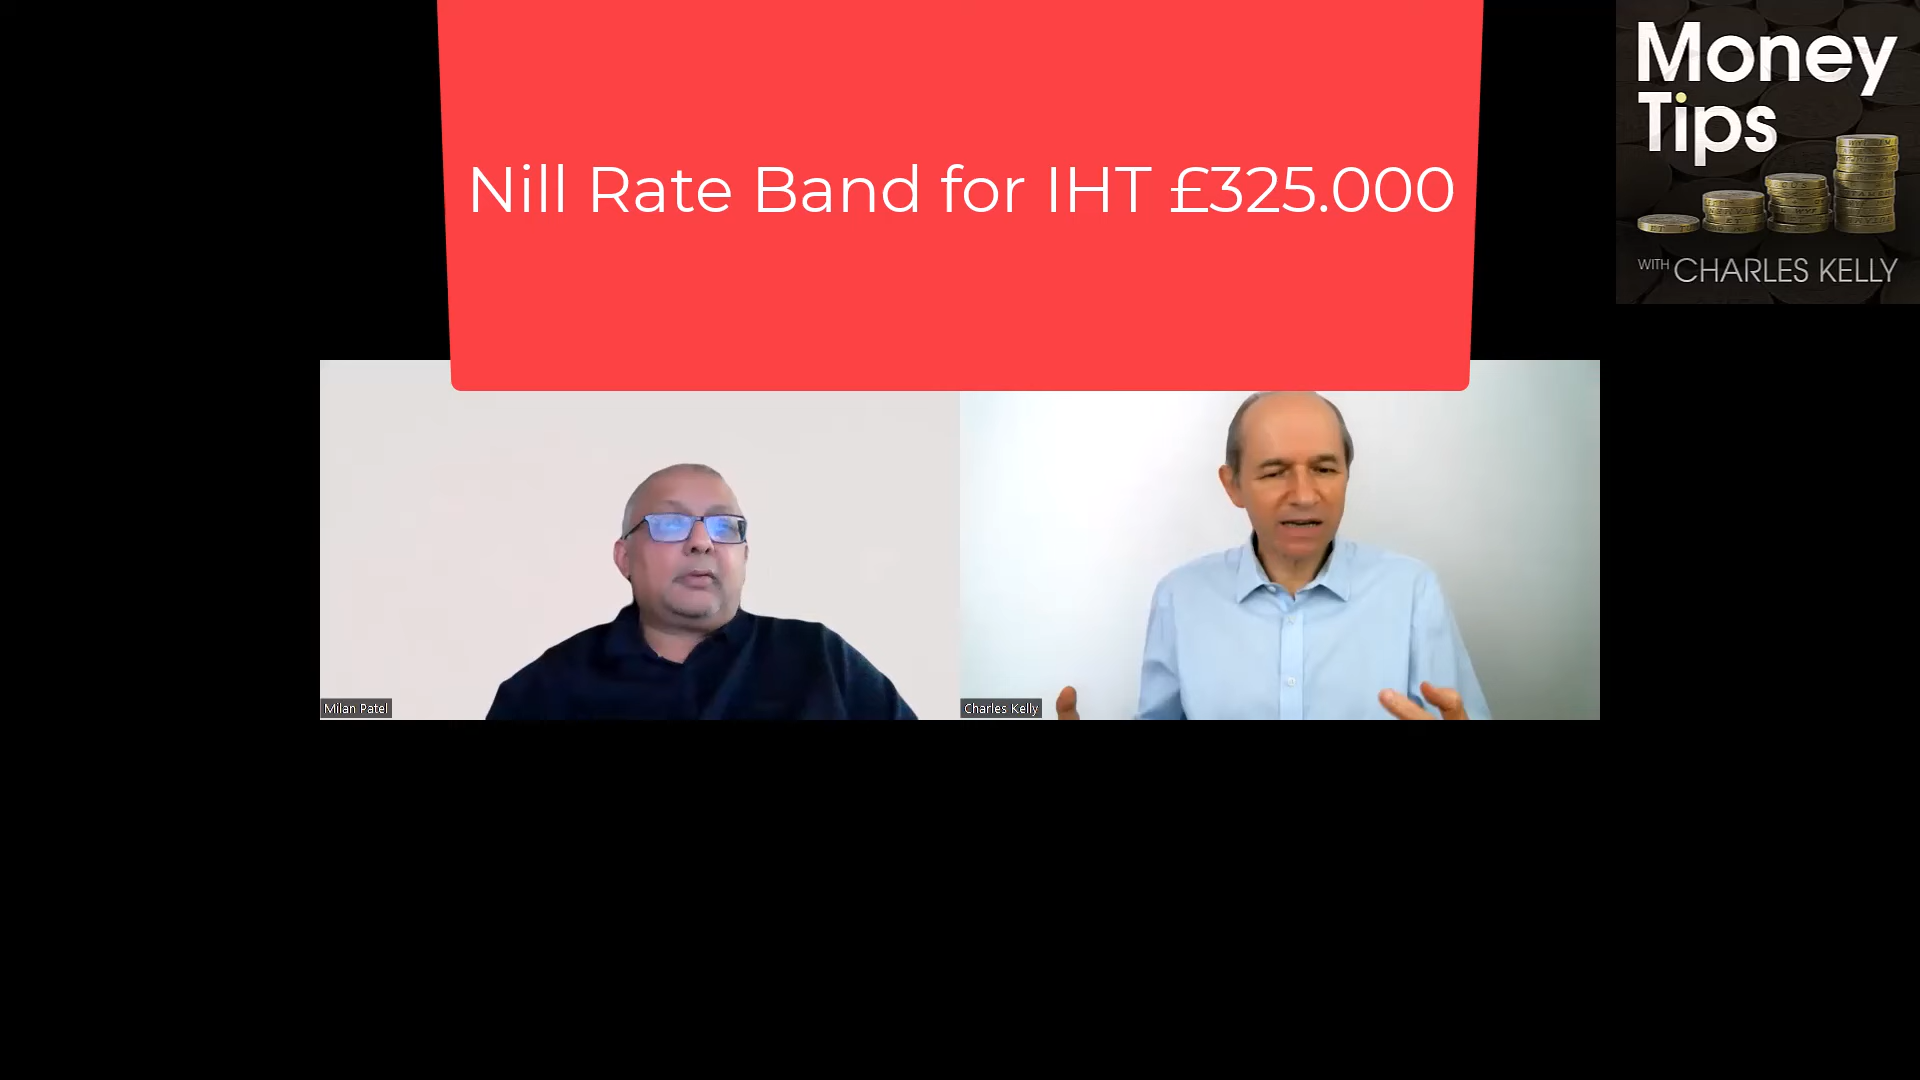 Nill Rate Band for IHT £325.000
Money
Tips
WITH CHARLES KELLY
Milan Patel
Charles Kelly